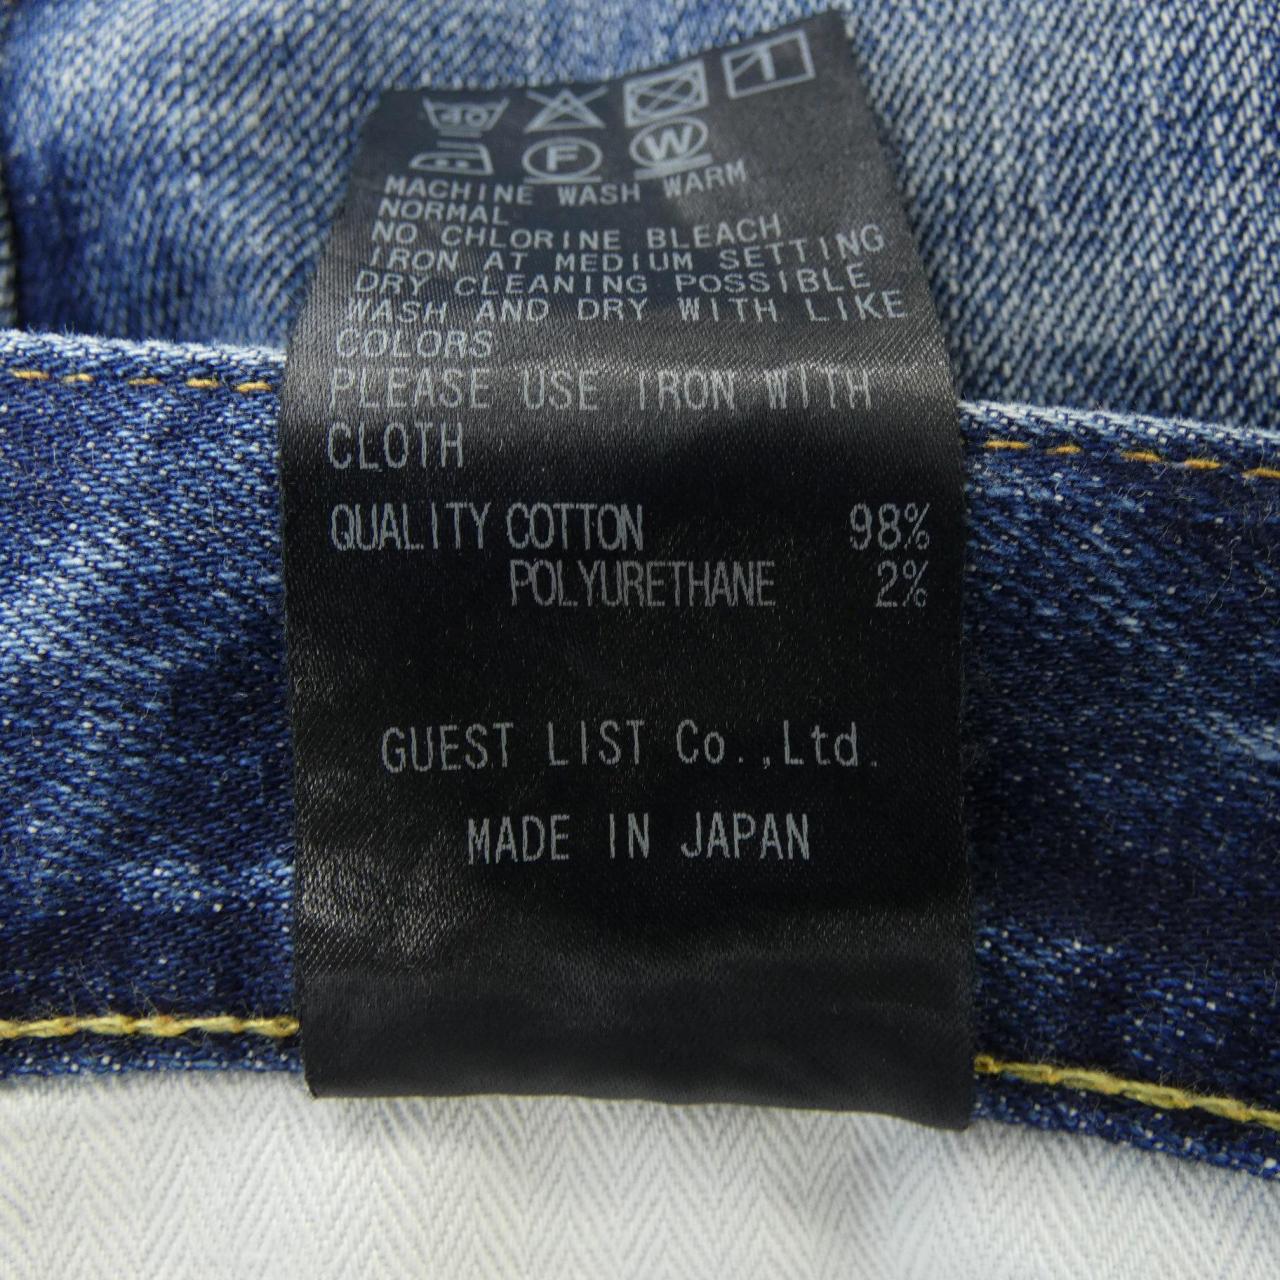 40
F W
MACHINE WASH WARM
NORMAL
NO CHLORINE BLEACH
IRON AT MEDIUM SETTING
DRY CLEANING POSSIBLE
WASH AND DRY WITH LIKE
COLORS
PLEASE USE IRON WITH
CLOTH
QUALITY COTTON 98%
POLYURETHANE 2%
GUEST LIST Co.,Ltd.
MADE IN JAPAN